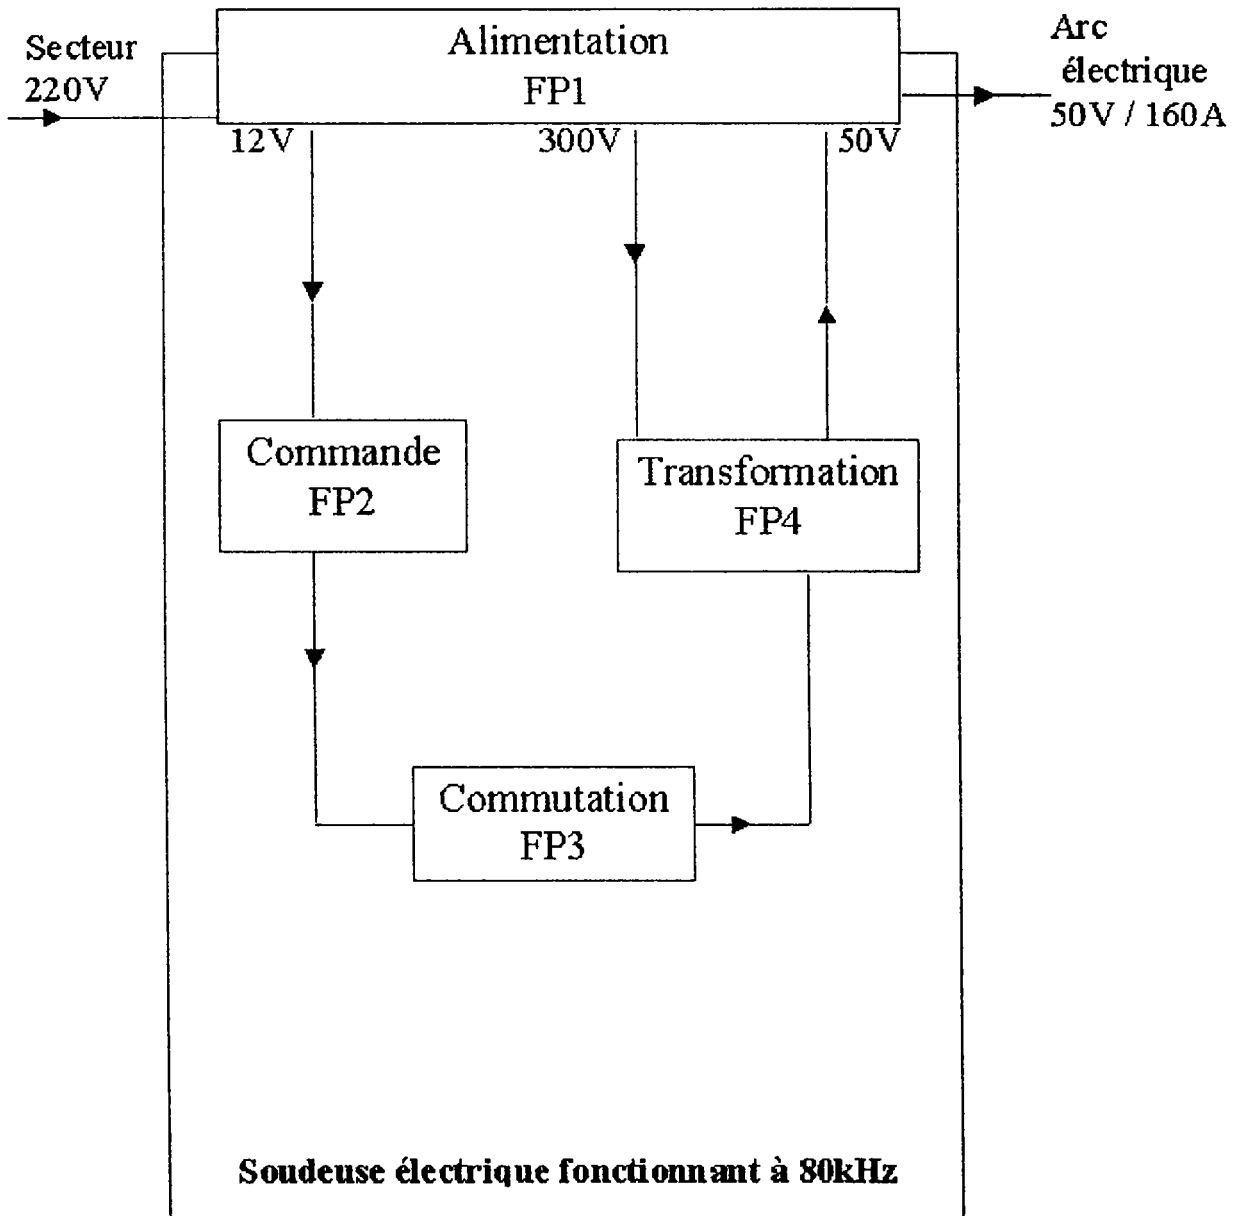 Secteur
220V
Alimentation
FP1
Arc
électrique
50V / 160A
12V
300V
50V
Commande
FP2
Transformation
FP4
Commutation
FP3
Soudeuse électrique fonctionnant à 80kHz